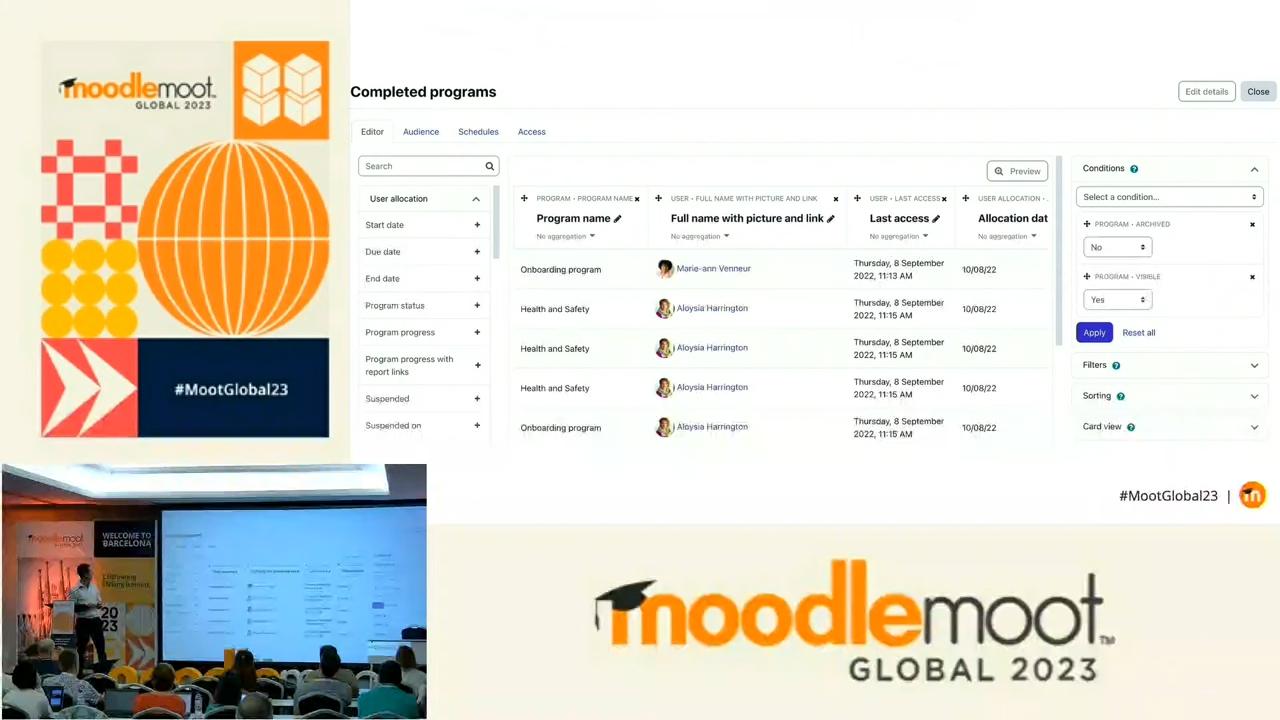 moodlemoot
GLOBAL 2023
#MootGlobal23
Completed programs
Edit details
Close
Editor
Audience
Schedules
Access
Search
User allocation
Start date
Due date
End date
Program status
Program progress
Program progress with
report links
Suspended
Suspended on
Preview
PROGRAM • PROGRAM NAME
USER • FULL NAME WITH PICTURE AND LINK
USER • LAST ACCESS
USER ALLOCATION •
Program name
Full name with picture and link
Last access
Allocation dat
No aggregation
No aggregation
No aggregation
No aggregation
Onboarding program
Marie-ann Venneur
Thursday, 8 September
2022, 11:13 AM
10/08/22
Health and Safety
Aloysia Harrington
Thursday, 8 September
2022, 11:15 AM
10/08/22
Health and Safety
Aloysia Harrington
Thursday, 8 September
2022, 11:15 AM
10/08/22
Health and Safety
Aloysia Harrington
Thursday, 8 September
2022, 11:15 AM
10/08/22
Onboarding program
Aloysia Harrington
Thursday, 8 September
2022, 11:15 AM
10/08/22
Conditions
Select a condition...
PROGRAM • ARCHIVED
No
PROGRAM • VISIBLE
Yes
Apply
Reset all
Filters
Sorting
Card view
#MootGlobal23 |
WELCOME TO
BARCELONA
20
23
moodlemoot™
GLOBAL 2023